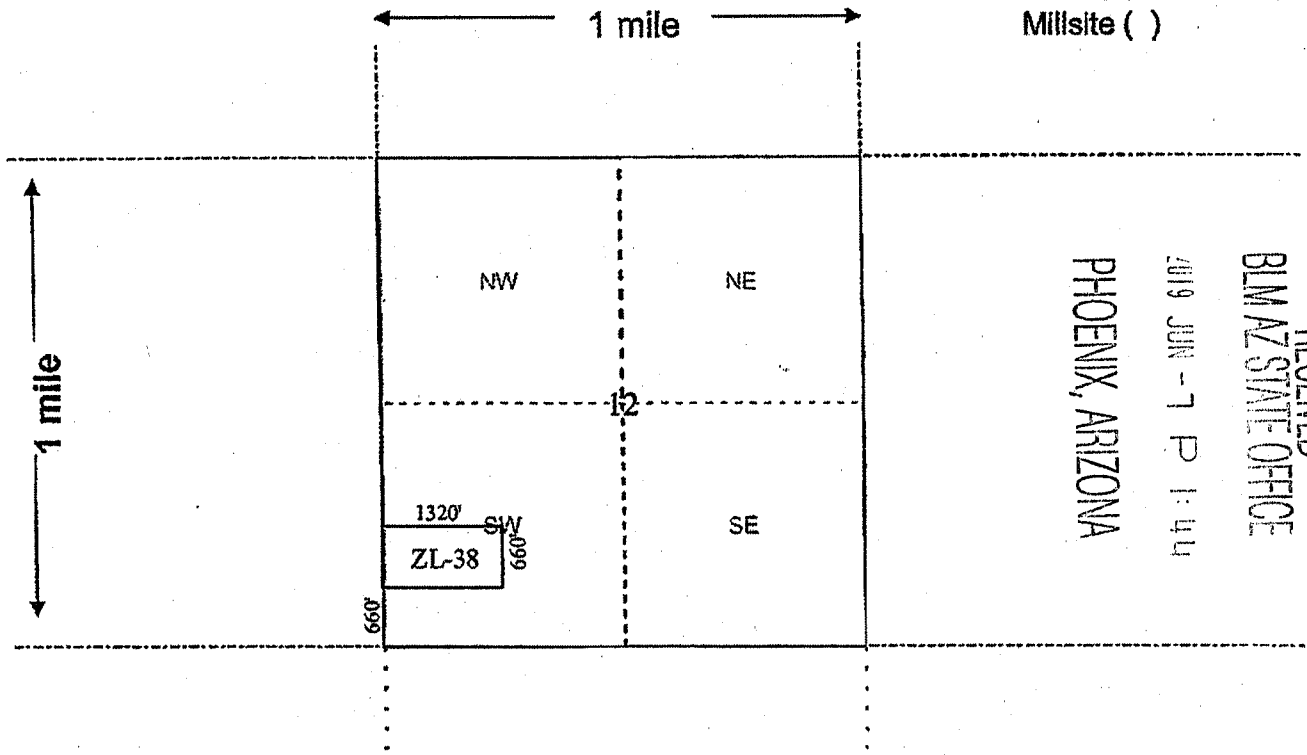 1 mile
Millsite ( )
1 mile
NW
NE
12
1320'
SW
SE
ZL-38
660'
660'
BLM AZ STATE OFFICE
2019 JUN -7 P 1:44
PHOENIX, ARIZONA